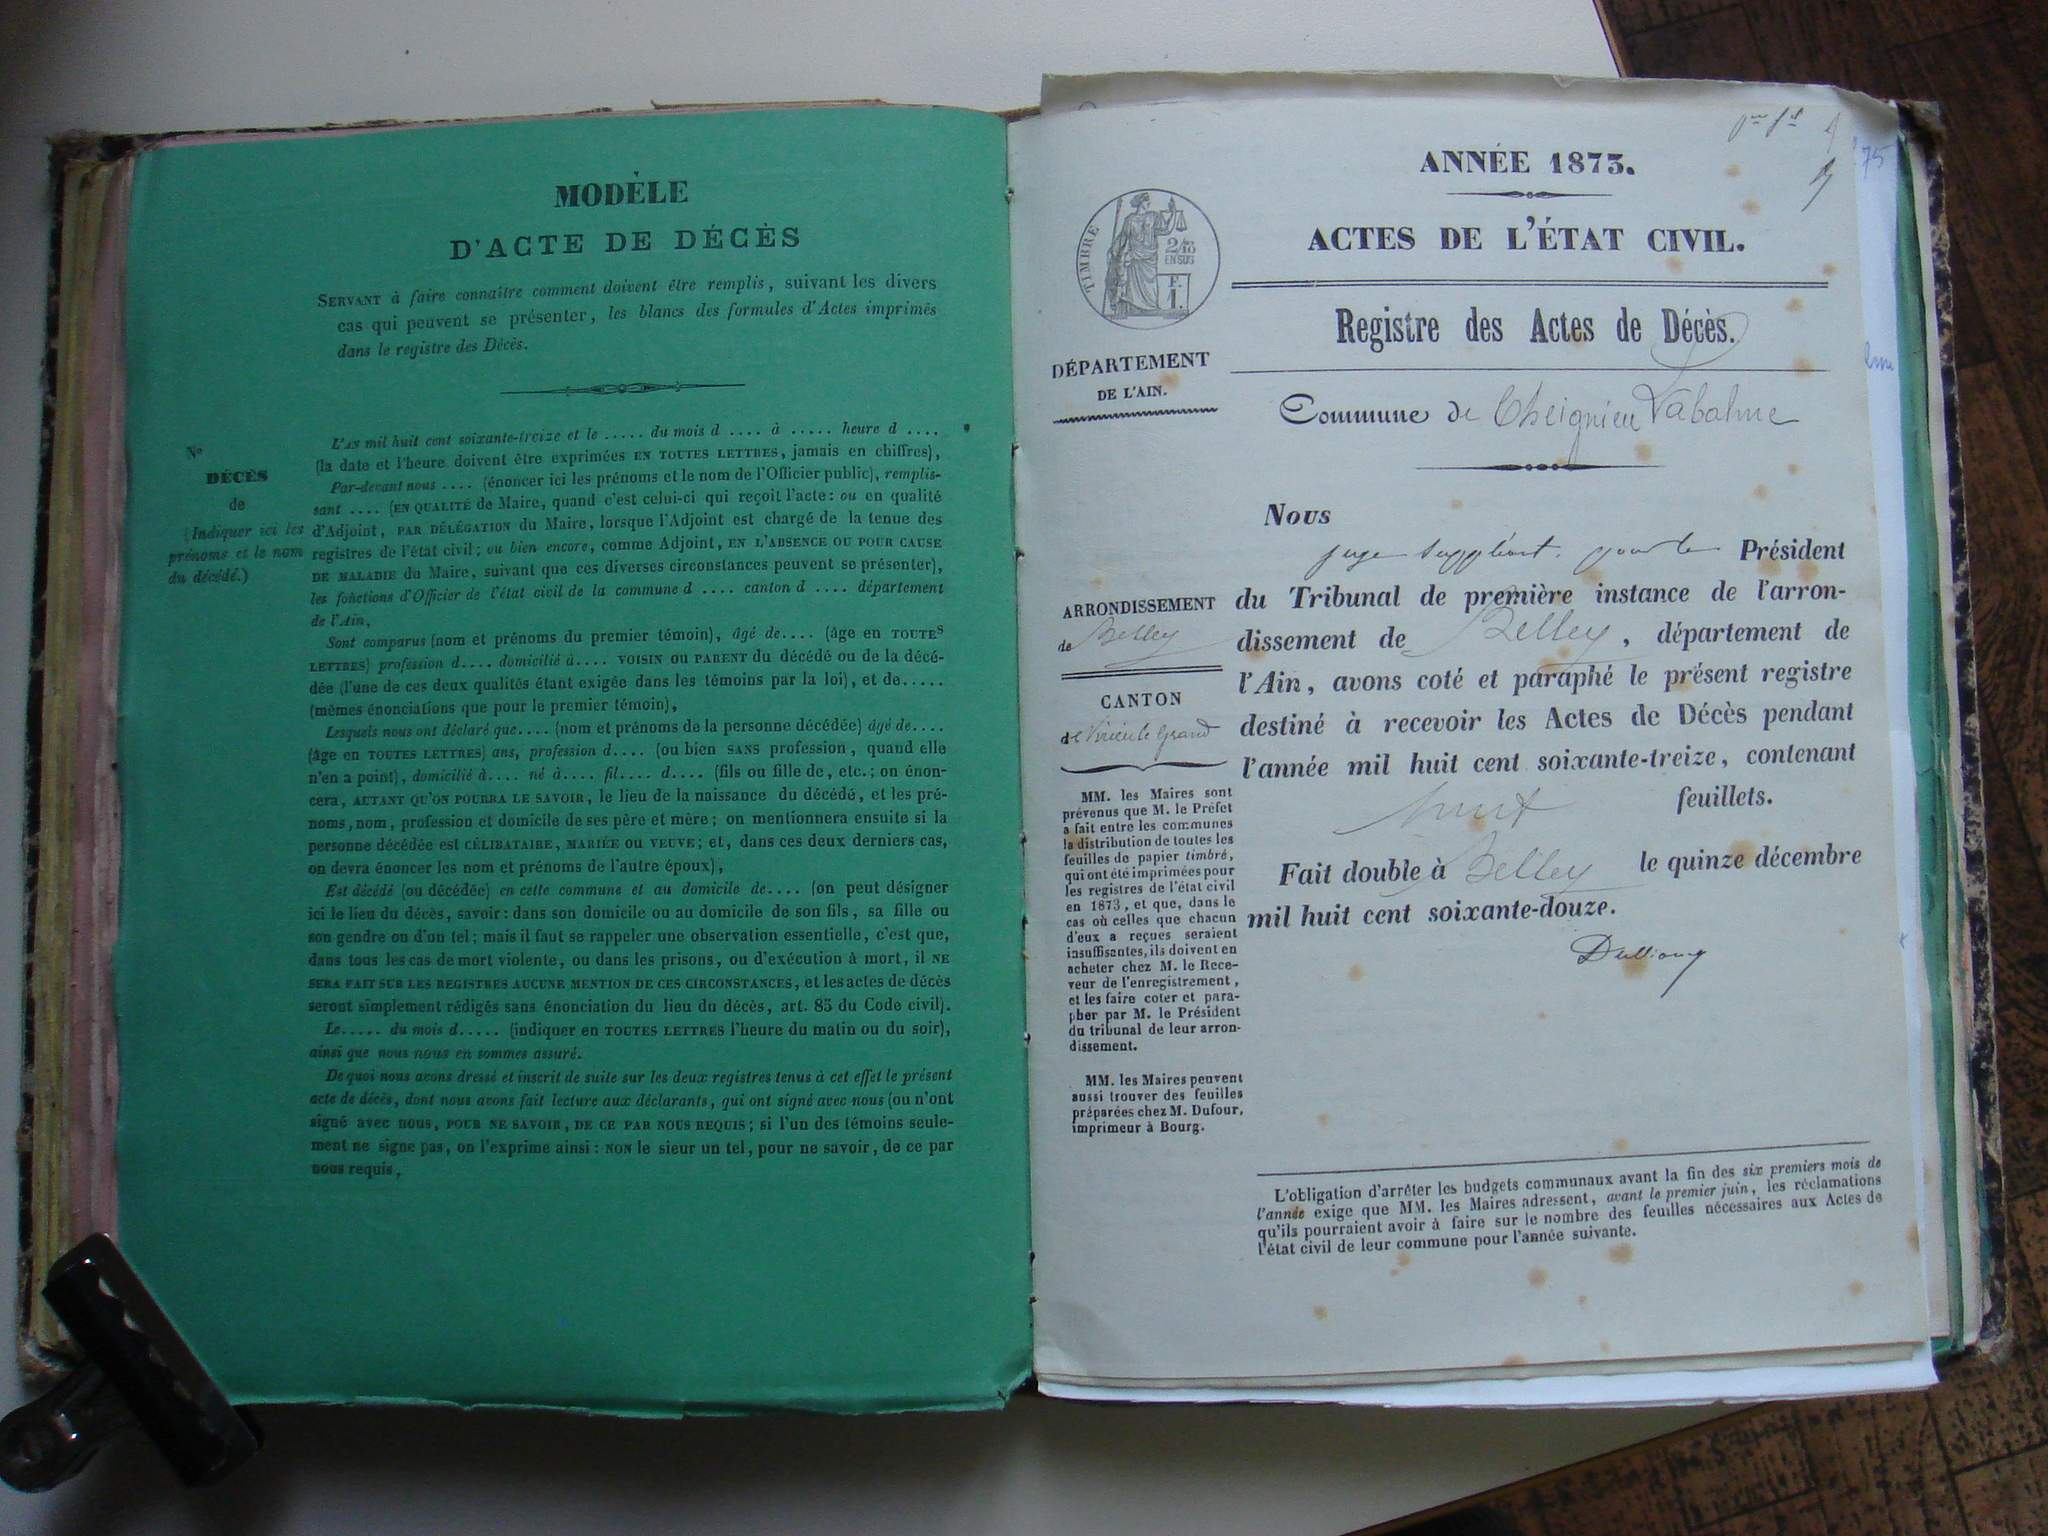 MODÈLE
D'ACTE DE DÉCÈS
SERVANT à faire connaître comment doivent être remplis, suivant les divers
cas qui peuvent se présenter, les blancs des formules d'Actes imprimés
dans le registre des Décès.
N°
DÉCÈS
de
(Indiquer ici les
prénoms et le nom
du décédé.)
L'AN mil huit cent soixante-treize et le ..... du mois d .... à ..... heure d ....,
(la date et l'heure doivent être exprimées EN TOUTES LETTRES, jamais en chiffres),
Par-devant nous .... (énoncer ici les prénoms et le nom de l'Officier public), remplis-
sant .... (EN QUALITÉ de Maire, quand c'est celui-ci qui reçoit l'acte: ou en qualité
d'Adjoint, PAR DÉLÉGATION du Maire, lorsque l'Adjoint est chargé de la tenue des
registres de l'état civil; ou bien encore, comme Adjoint, EN L'ABSENCE OU POUR CAUSE
DE MALADIE du Maire, suivant que ces diverses circonstances peuvent se présenter),
les fonctions d'Officier de l'état civil de la commune d .... canton d .... département
de l'Ain,
Sont comparus (nom et prénoms du premier témoin), âgé de.... (âge en TOUTES
LETTRES) profession d.... domicilié à.... VOISIN OU PARENT du décédé ou de la décé-
dée (l'une de ces deux qualités étant exigée dans les témoins par la loi), et de.....
(mêmes énonciations que pour le premier témoin),
Lesquels nous ont déclaré que.... (nom et prénoms de la personne décédée) âgé de....
(âge en TOUTES LETTRES) ans, profession d.... (ou bien SANS profession, quand elle
n'en a point), domicilié à.... né à.... fil.... d.... (fils ou fille de, etc.; on énon-
cera, AUTANT QU'ON POURRA LE SAVOIR, le lieu de la naissance du décédé, et les pré-
noms, nom, profession et domicile de ses père et mère; on mentionnera ensuite si la
personne décédée est CÉLIBATAIRE, MARIÉE OU VEUVE; et, dans ces deux derniers cas,
on devra énoncer les nom et prénoms de l'autre époux),
Est décédé (ou décédée) en cette commune et au domicile de.... (on peut désigner
ici le lieu du décès, savoir: dans son domicile ou au domicile de son fils, sa fille ou
son gendre ou d'un tel; mais il faut se rappeler une observation essentielle, c'est que,
dans tous les cas de mort violente, ou dans les prisons, ou d'exécution à mort, il NE
SERA FAIT SUR LES REGISTRES AUCUNE MENTION DE CES CIRCONSTANCES, et les actes de décès
seront simplement rédigés sans énonciation du lieu du décès, art. 85 du Code civil).
Le..... du mois d..... (indiquer en TOUTES LETTRES l'heure du matin ou du soir),
ainsi que nous nous en sommes assuré.
De quoi nous avons dressé et inscrit de suite sur les deux registres tenus à cet effet le présent
acte de décès, dont nous avons fait lecture aux déclarants, qui ont signé avec nous (ou n'ont
signé avec nous, POUR NE SAVOIR, DE CE PAR NOUS REQUIS; si l'un des témoins seule-
ment ne signe pas, on l'exprime ainsi: NON le sieur un tel, pour ne savoir, de ce par
nous requis,
75
ANNÉE 1873.
ACTES DE L'ÉTAT CIVIL.
TIMBRE
2/10
EN SUS
F.
1.
Registre des Actes de Décès.
DÉPARTEMENT
DE L'AIN.
Commune de Cheignieu Labalme
Nous
juge suppléant pour le Président
du Tribunal de première instance de l'arron-
dissement de Belley, département de
l'Ain, avons coté et paraphé le présent registre
destiné à recevoir les Actes de Décès pendant
l'année mil huit cent soixante-treize, contenant
huit feuillets.
Fait double à Belley le quinze décembre
mil huit cent soixante-douze.
ARRONDISSEMENT
de Belley
CANTON
de Virieu le Grand
MM. les Maires sont
prévenus que M. le Préfet
a fait entre les communes
la distribution de toutes les
feuilles de papier timbré,
qui ont été imprimées pour
les registres de l'état civil
en 1873, et que, dans le
cas où celles que chacun
d'eux a reçues seraient
insuffisantes, ils doivent en
acheter chez M. le Rece-
veur de l'enregistrement,
et les faire coter et para-
pher par M. le Président
du tribunal de leur arron-
dissement.
MM. les Maires peuvent
aussi trouver des feuilles
préparées chez M. Dufour,
imprimeur à Bourg.
L'obligation d'arrêter les budgets communaux avant la fin des six premiers mois de
l'année exige que MM. les Maires adressent, avant le premier juin, les réclamations
qu'ils pourraient avoir à faire sur le nombre des feuilles nécessaires aux Actes de
l'état civil de leur commune pour l'année suivante.